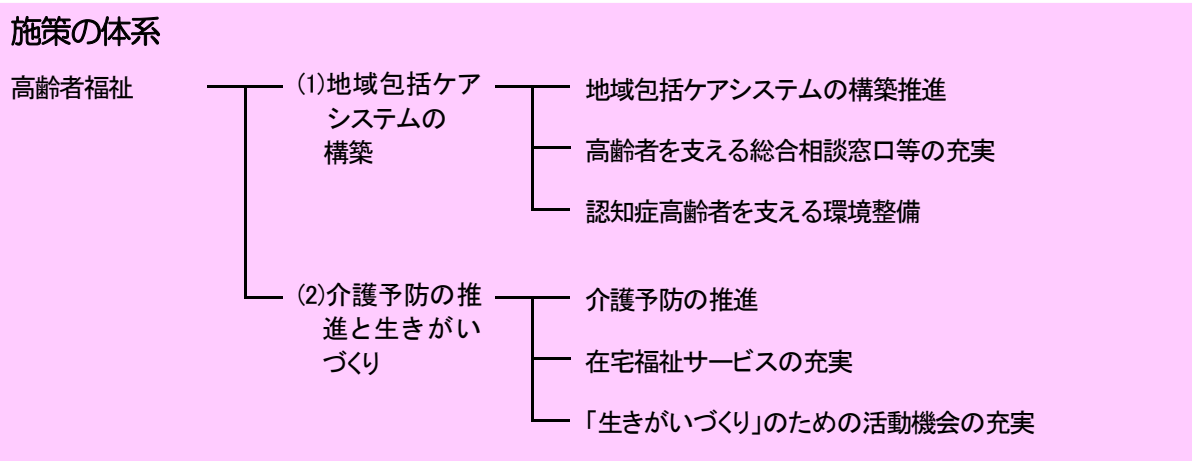 施策の体系
高齢者福祉
(1)地域包括ケア
システムの
構築
地域包括ケアシステムの構築推進
高齢者を支える総合相談窓口等の充実
認知症高齢者を支える環境整備
(2)介護予防の推
進と生きがい
づくり
介護予防の推進
在宅福祉サービスの充実
「生きがいづくり」のための活動機会の充実